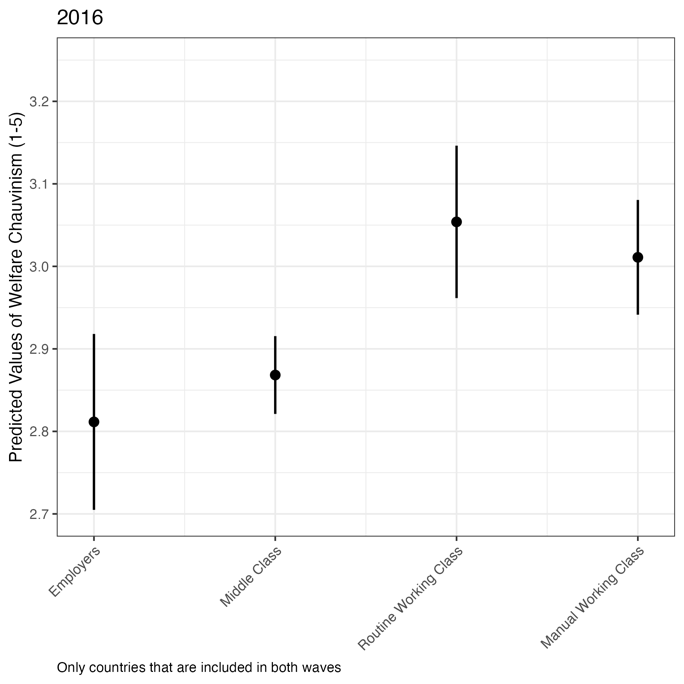 2016
Predicted Values of Welfare Chauvinism (1-5)
3.2
3.1
3.0
2.9
2.8
2.7
Employers
Middle Class
Routine Working Class
Manual Working Class
Only countries that are included in both waves